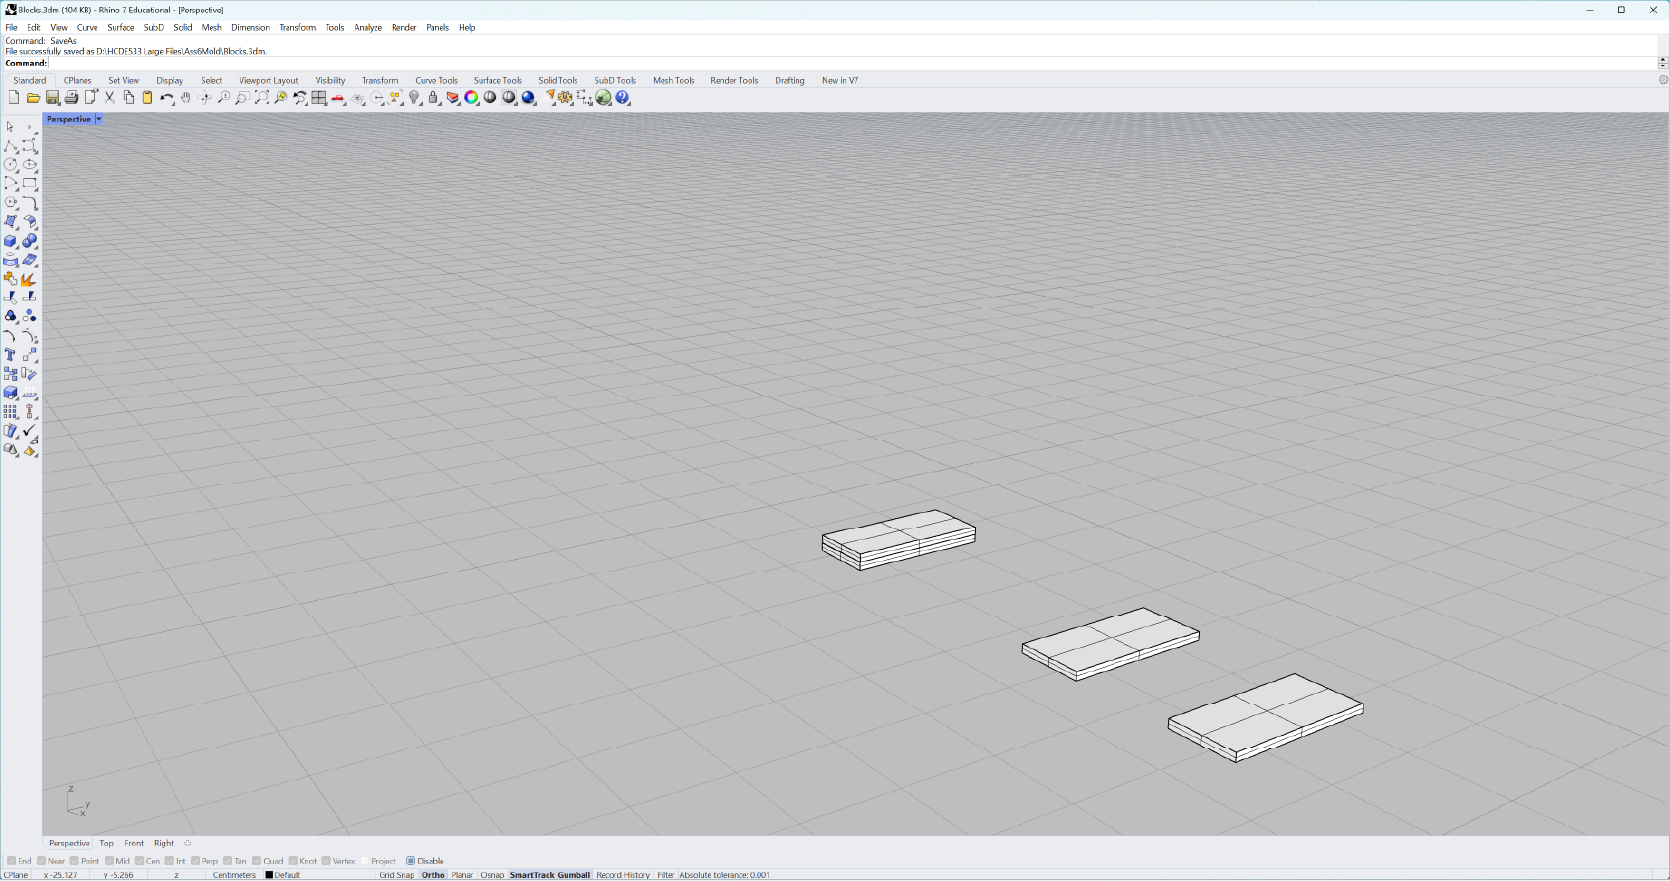 Blocks.3dm (104 KB) - Rhino 7 Educational - [Perspective]
File Edit View Curve Surface SubD Solid Mesh Dimension Transform Tools Analyze Render Panels Help
Command: SaveAs
File successfully saved as D:\HCDE533 Large Files\Ass6Mold\Blocks.3dm.
Command:
Standard CPlanes Set View Display Select Viewport Layout Visibility Transform Curve Tools Surface Tools Solid Tools SubD Tools Mesh Tools Render Tools Drafting New in V7
Perspective
z
y
x
Perspective Top Front Right
End Near Point Mid Cen Int Perp Tan Quad Knot Vertex Project Disable
CPlane x -25.127 y -5.266 z Centimeters Default Grid Snap Ortho Planar Osnap SmartTrack Gumball Record History Filter Absolute tolerance: 0.001